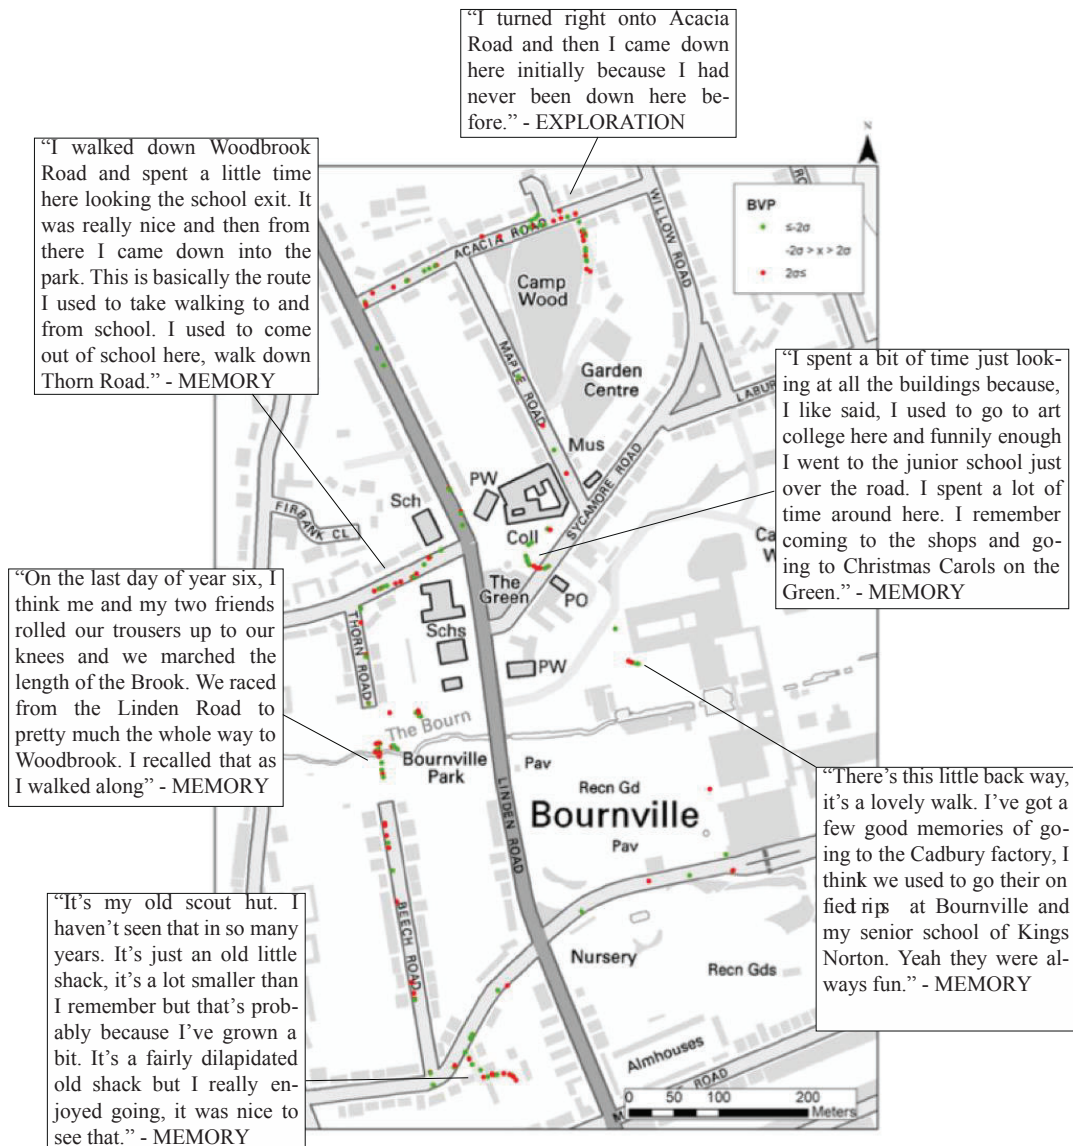 “I turned right onto Acacia
Road and then I came down
here initially because I had
never been down here be-
fore.” - EXPLORATION
“I walked down Woodbrook
Road and spent a little time
here looking the school exit. It
was really nice and then from
there I came down into the
park. This is basically the route
I used to take walking to and
from school. I used to come
out of school here, walk down
Thorn Road.” - MEMORY
N
BVP
≤-2σ
-2σ > x > 2σ
2σ≤
WILLOW ROAD
ACACIA ROAD
Camp
Wood
MAPLE ROAD
Garden
Centre
LABUR
“I spent a bit of time just look-
ing at all the buildings because,
I like said, I used to go to art
college here and funnily enough
I went to the junior school just
over the road. I spent a lot of
time around here. I remember
coming to the shops and go-
ing to Christmas Carols on the
Green.” - MEMORY
Mus
PW
Sch
SYCAMORE ROAD
FIRBANK CL
Coll
The
Green
PO
“On the last day of year six, I
think me and my two friends
rolled our trousers up to our
knees and we marched the
length of the Brook. We raced
from the Linden Road to
pretty much the whole way to
Woodbrook. I recalled that as
I walked along” - MEMORY
THORN ROAD
Schs
PW
The Bourn
Bournville
Park
Pav
Recn Gd
LINDEN ROAD
Bournville
Pav
“There’s this little back way,
it’s a lovely walk. I’ve got a
few good memories of go-
ing to the Cadbury factory, I
think we used to go their on
fied rips at Bournville and
my senior school of Kings
Norton. Yeah they were al-
ways fun.” - MEMORY
BEECH ROAD
“It’s my old scout hut. I
haven’t seen that in so many
years. It’s just an old little
shack, it’s a lot smaller than
I remember but that’s prob-
ably because I’ve grown a
bit. It’s a fairly dilapidated
old shack but I really en-
joyed going, it was nice to
see that.” - MEMORY
Nursery
Recn Gds
Almhouses
ROAD
0 50 100 200
Meters